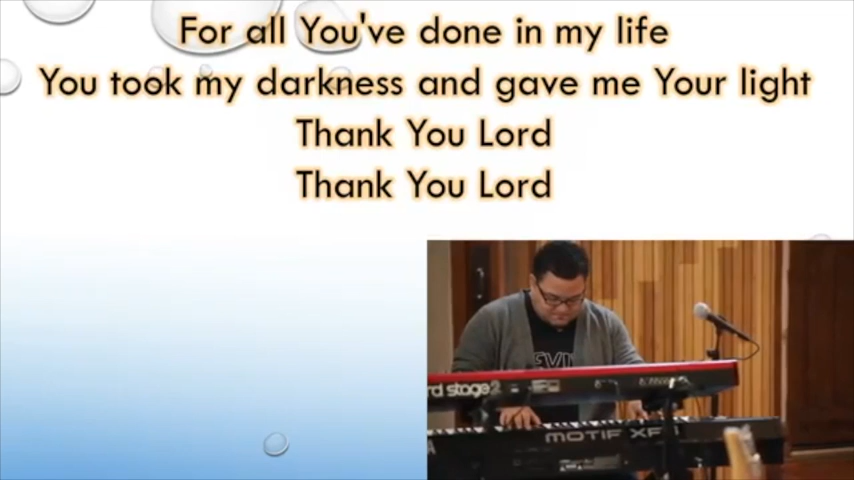 For all You've done in my life
You took my darkness and gave me Your light
Thank You Lord
Thank You Lord
EVIL
rd stage2
MOTIF XF